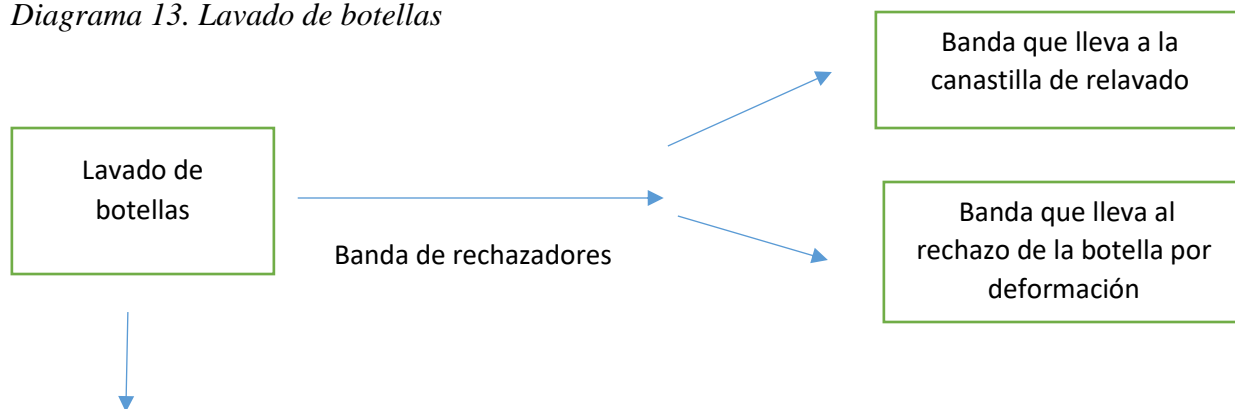 Diagrama 13. Lavado de botellas
Banda que lleva a la
canastilla de relavado
Lavado de
botellas
Banda de rechazadores
Banda que lleva al
rechazo de la botella por
deformación